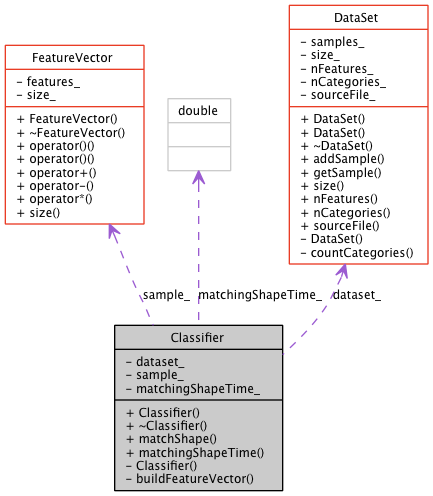 FeatureVector
- features_
- size_
+ FeatureVector()
+ ~FeatureVector()
+ operator()()
+ operator()()
+ operator+()
+ operator-()
+ operator*()
+ size()
double
DataSet
- samples_
- size_
- nFeatures_
- nCategories_
- sourceFile_
+ DataSet()
+ DataSet()
+ ~DataSet()
+ addSample()
+ getSample()
+ size()
+ nFeatures()
+ nCategories()
+ sourceFile()
- DataSet()
- countCategories()
sample_
matchingShapeTime_
dataset_
Classifier
- dataset_
- sample_
- matchingShapeTime_
+ Classifier()
+ ~Classifier()
+ matchShape()
+ matchingShapeTime()
- Classifier()
- buildFeatureVector()